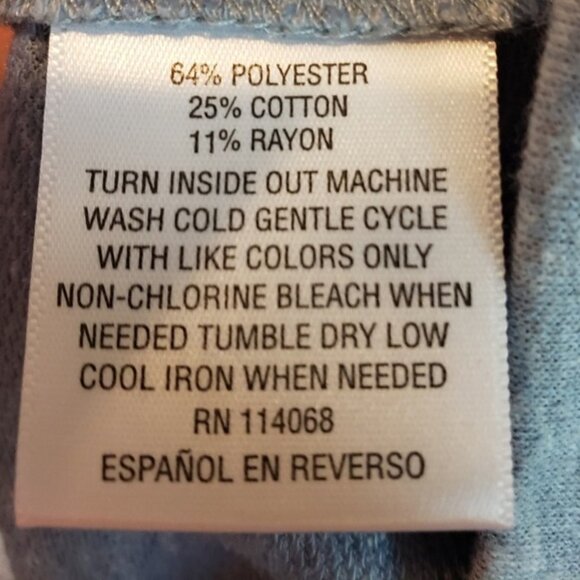 64% POLYESTER
25% COTTON
11% RAYON
TURN INSIDE OUT MACHINE
WASH COLD GENTLE CYCLE
WITH LIKE COLORS ONLY
NON-CHLORINE BLEACH WHEN
NEEDED TUMBLE DRY LOW
COOL IRON WHEN NEEDED
RN 114068
ESPAÑOL EN REVERSO